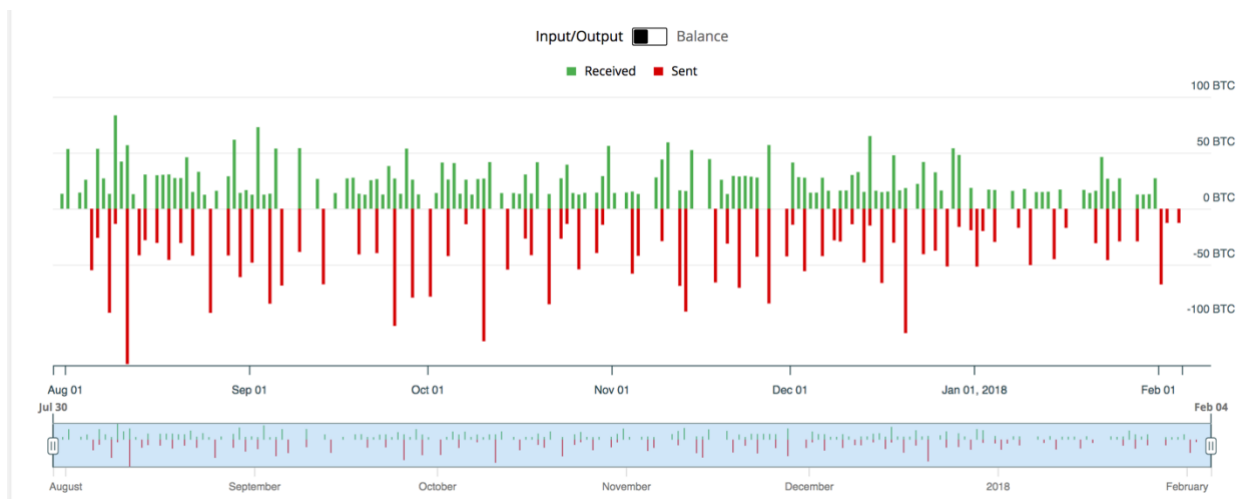 Input/Output Balance
Received Sent
100 BTC
50 BTC
0 BTC
-50 BTC
-100 BTC
Aug 01 Sep 01 Oct 01 Nov 01 Dec 01 Jan 01, 2018 Feb 01
Jul 30 Feb 04
August September October November December 2018 February